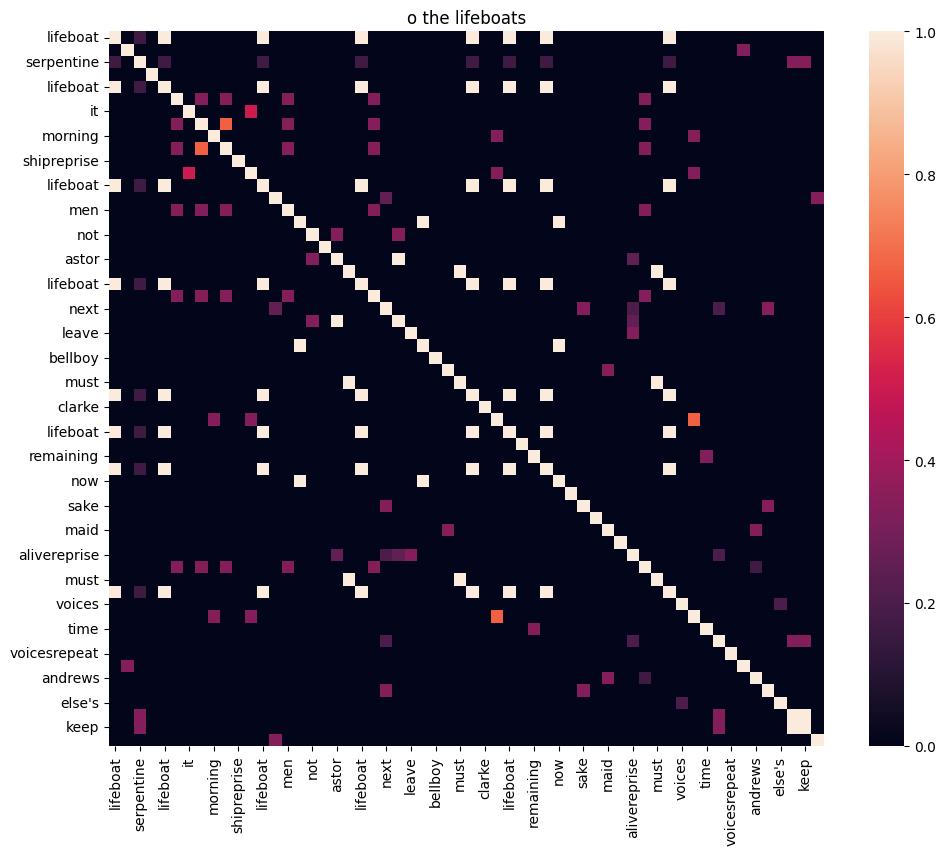 o the lifeboats
lifeboat
serpentine
lifeboat
it
morning
shipreprise
lifeboat
men
not
astor
lifeboat
next
leave
bellboy
must
clarke
lifeboat
remaining
now
sake
maid
alivereprise
must
voices
time
voicesrepeat
andrews
else's
keep
1.0
0.8
0.6
0.4
0.2
0.0
lifeboat
serpentine
lifeboat
it
morning
shipreprise
lifeboat
men
not
astor
lifeboat
next
leave
bellboy
must
clarke
lifeboat
remaining
now
sake
maid
alivereprise
must
voices
time
voicesrepeat
andrews
else's
keep